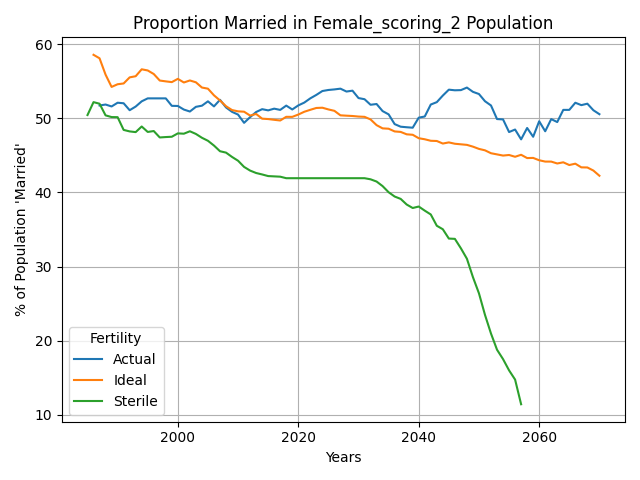 Proportion Married in Female_scoring_2 Population
% of Population 'Married'
60
50
40
30
20
10
Fertility
Actual
Ideal
Sterile
2000 2020 2040 2060
Years